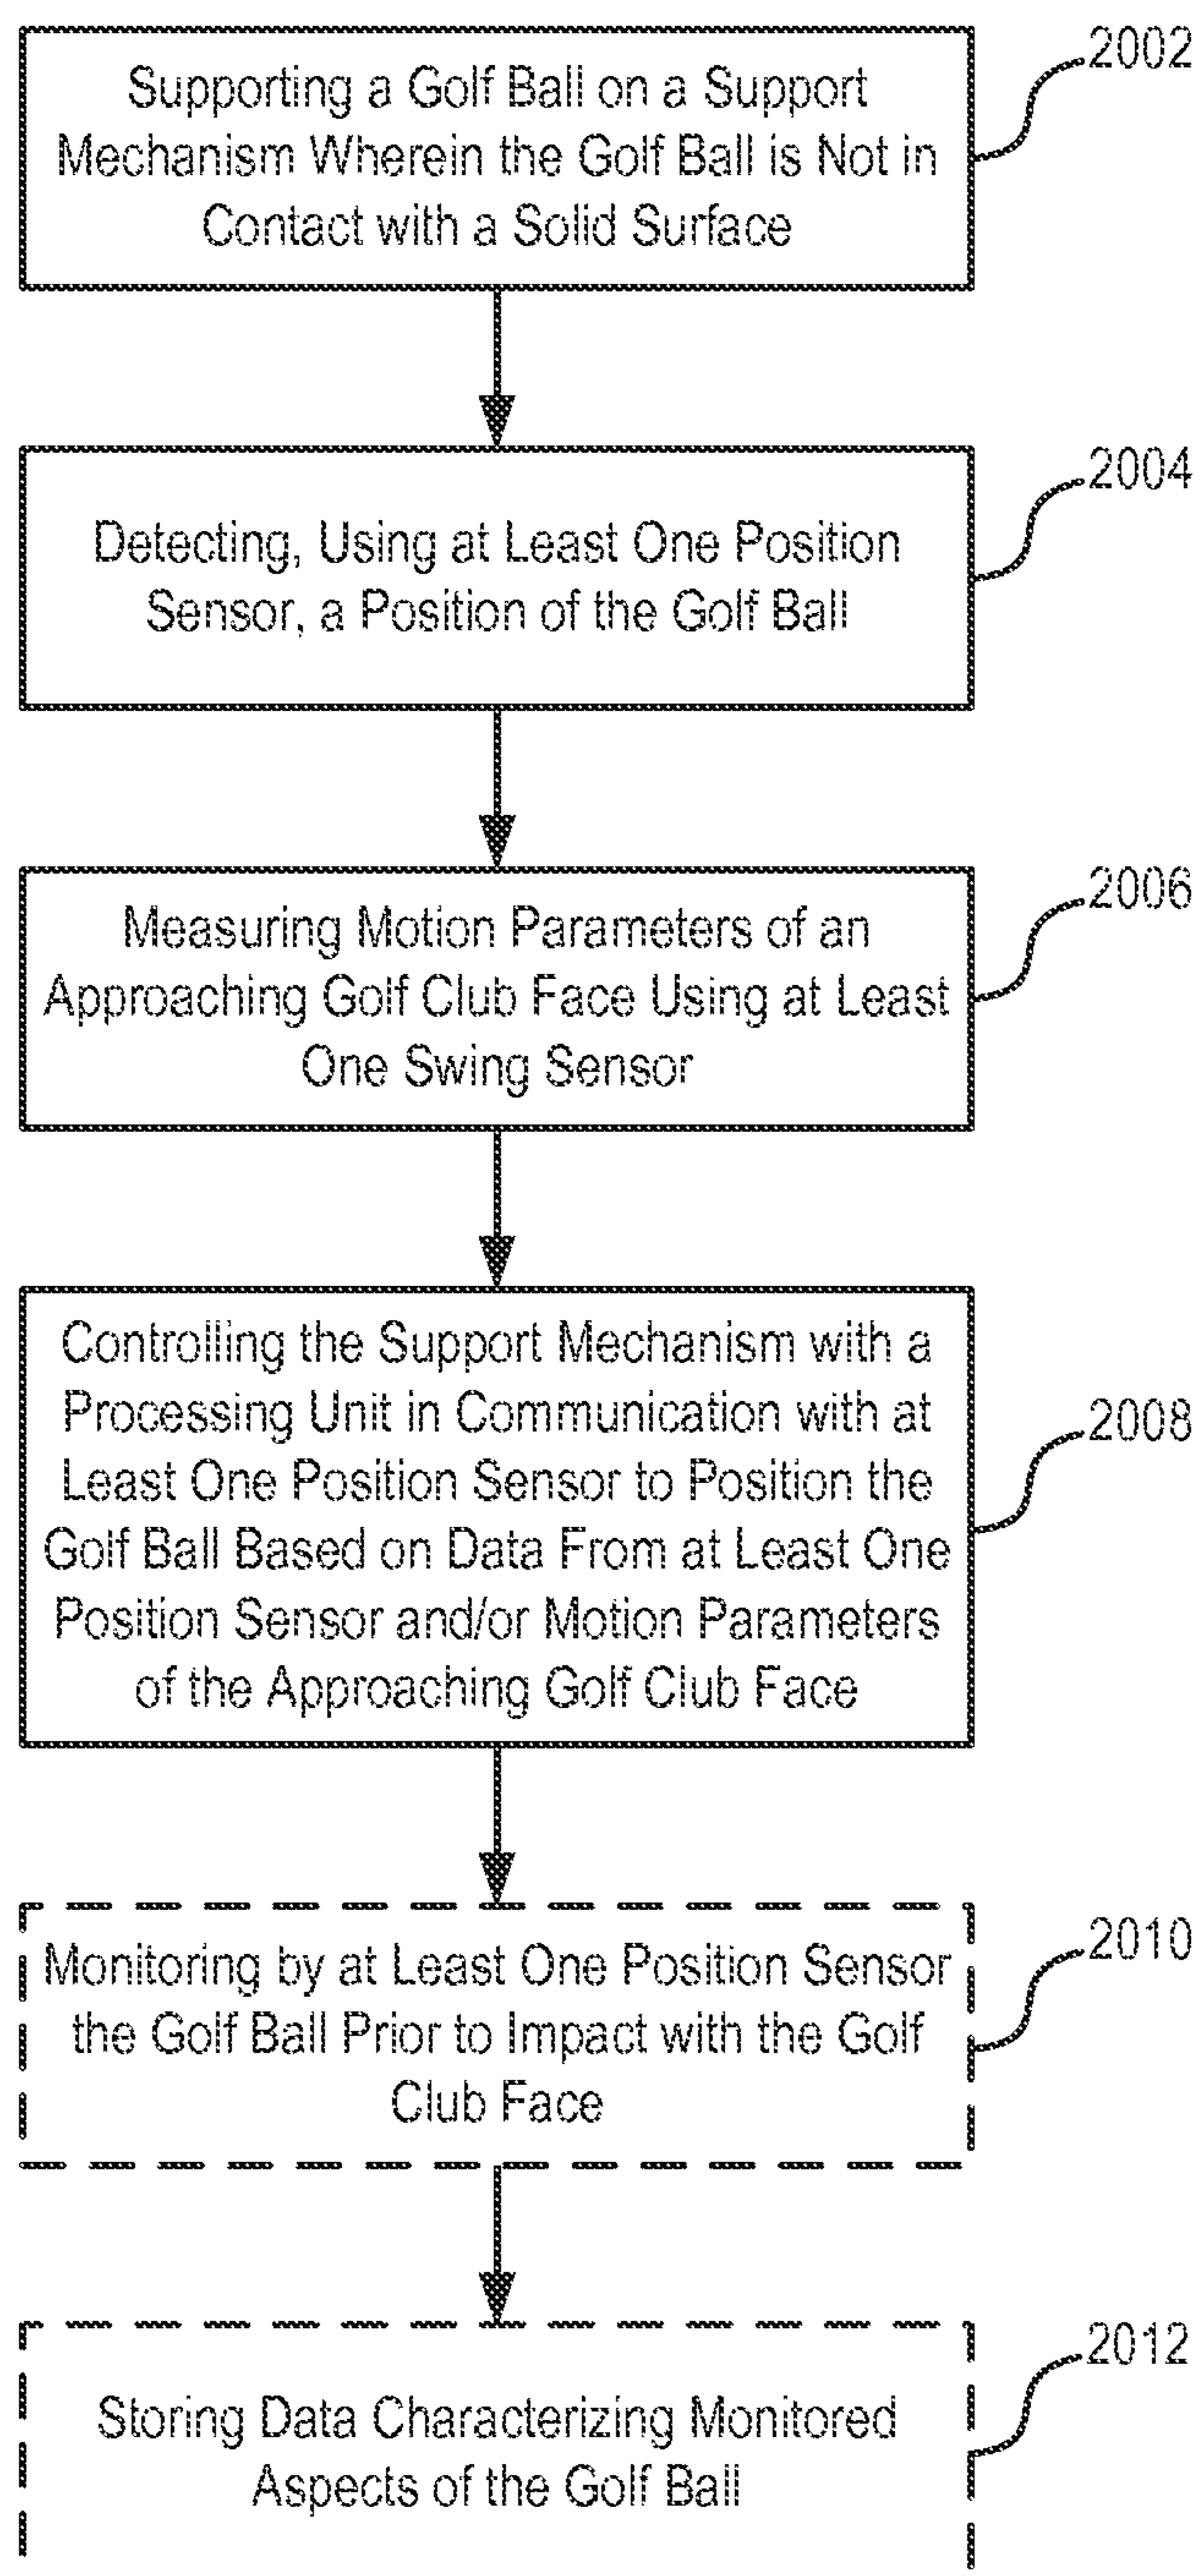 2002
Supporting a Golf Ball on a Support
Mechanism Wherein the Golf Ball is Not in
Contact with a Solid Surface
2004
Detecting, Using at Least One Position
Sensor, a Position of the Golf Ball
2006
Measuring Motion Parameters of an
Approaching Golf Club Face Using at Least
One Swing Sensor
2008
Controlling the Support Mechanism with a
Processing Unit in Communication with at
Least One Position Sensor to Position the
Golf Ball Based on Data From at Least One
Position Sensor and/or Motion Parameters
of the Approaching Golf Club Face
2010
Monitoring by at Least One Position Sensor
the Golf Ball Prior to Impact with the Golf
Club Face
2012
Storing Data Characterizing Monitored
Aspects of the Golf Ball